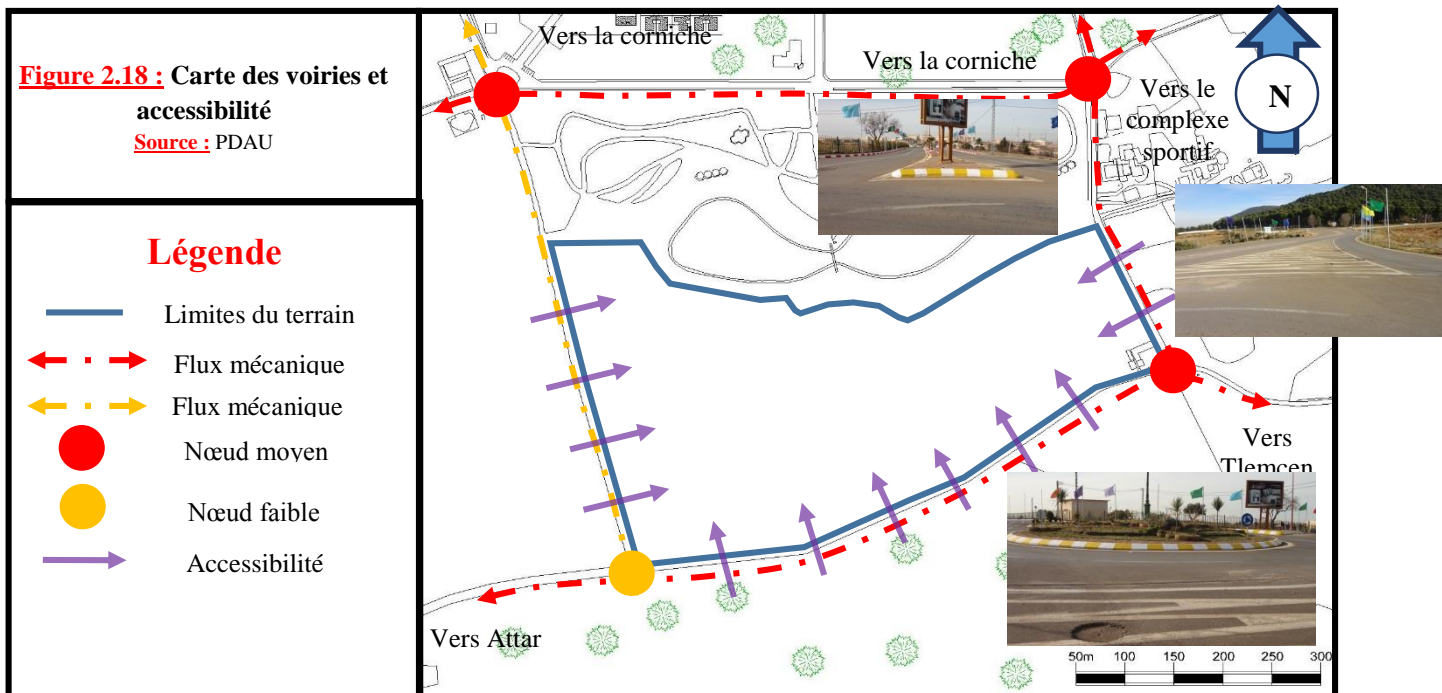 Figure 2.18 : Carte des voiries et
accessibilité
Source : PDAU
Légende
Limites du terrain
Flux mécanique
Flux mécanique
Nœud moyen
Nœud faible
Accessibilité
Vers la corniche
Vers la corniche
Vers le
complexe
sportif
N
Vers
Tlemcen
Vers Attar
50m 100 150 200 250 300